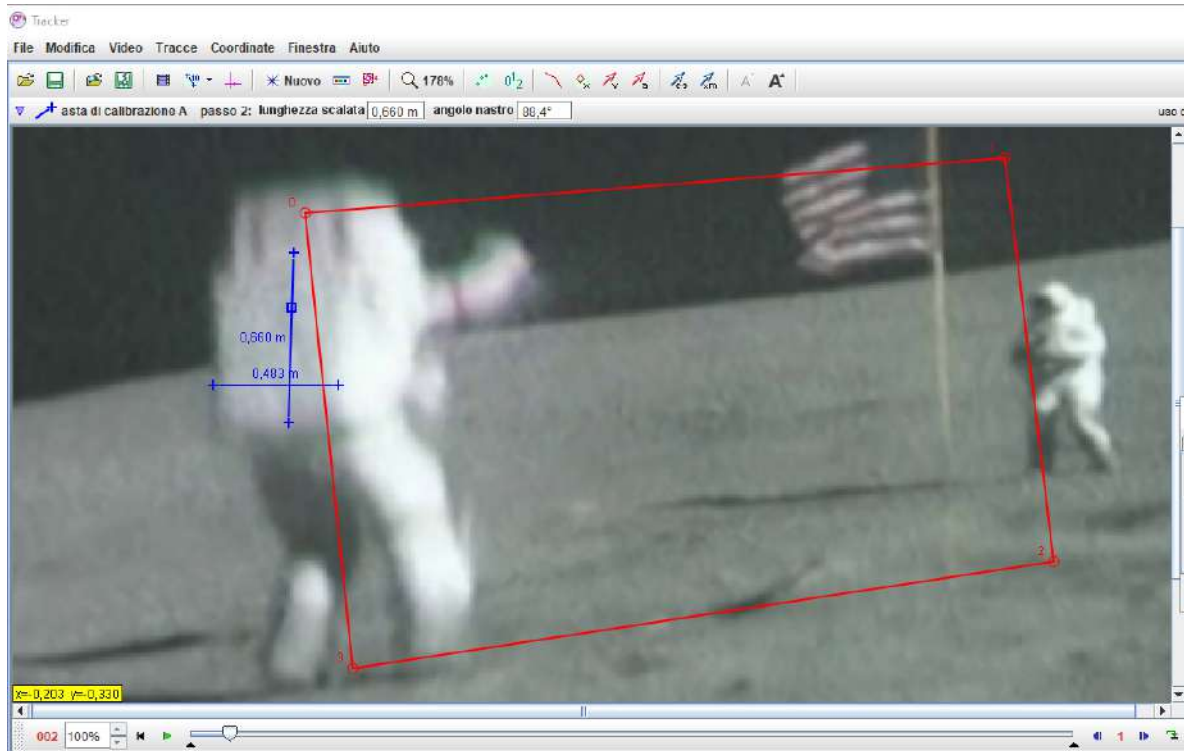 Tracker
File Modifica Video Tracce Coordinate Finestra Aiuto
Nuovo 178%
asta di calibrazione A passo 2: lunghezza scalata 0,660 m angolo nastro 88,4°
0
1
0,660 m
0,483 m
2
3
x=-0,203 y=-0,330
002 100% 1